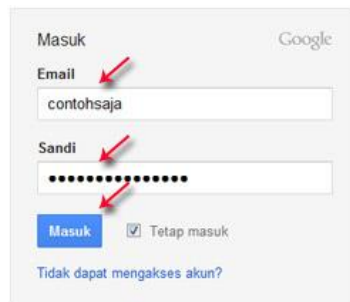 Masuk Google
Email
contohsaja
Sandi
•••••••••••••••
Masuk Tetap masuk
Tidak dapat mengakses akun?